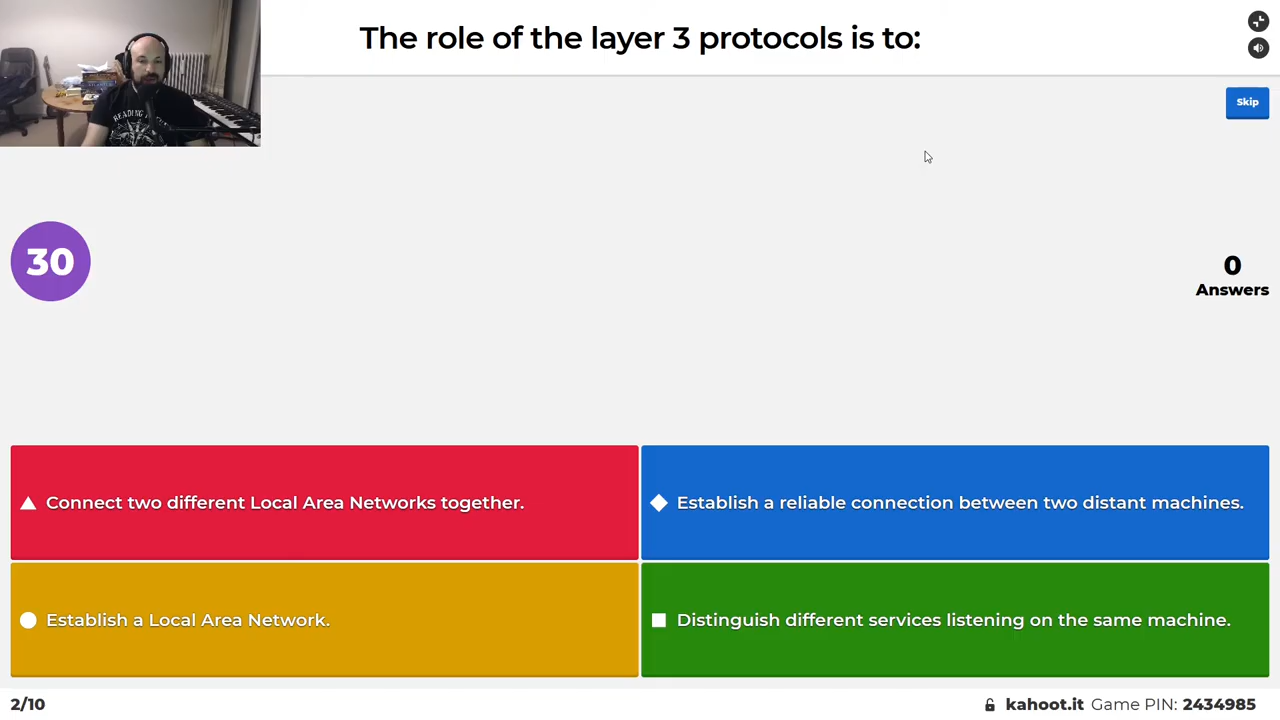 The role of the layer 3 protocols is to:
Skip
30
0
Answers
Connect two different Local Area Networks together.
Establish a reliable connection between two distant machines.
Establish a Local Area Network.
Distinguish different services listening on the same machine.
2/10
kahoot.it Game PIN: 2434985